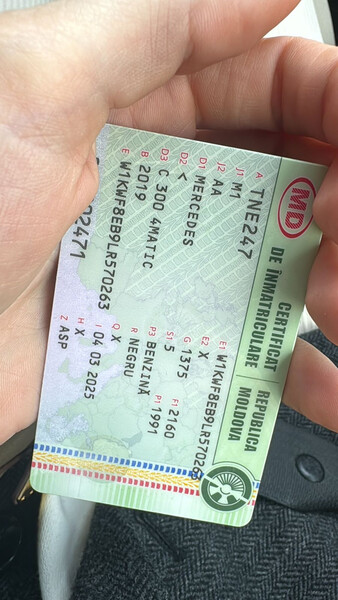 MD
CERTIFICAT
DE ÎNMATRICULARE
REPUBLICA
MOLDOVA
A TNE247
J1 M1
J2 AA
D1 MERCEDES
D2 <
D3 C 300 4MATIC
B 2019
E W1KWF8EB9LR570263
E1 W1KWF8EB9LR570263
E2 X
G 1375 F1 2160
S1 5
P3 BENZINĂ P1 1991
R NEGRU
Q X
I 04 03 2025
H X
Z ASP
2471